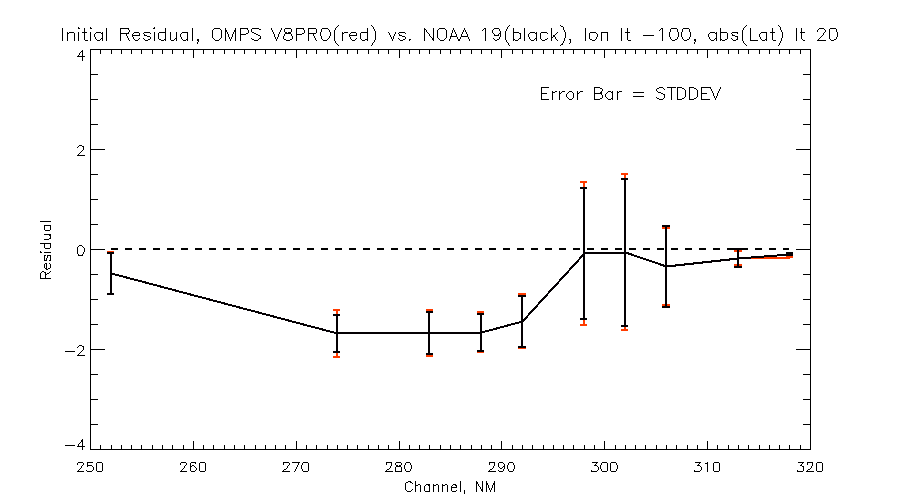 Initial Residual, OMPS V8PRO(red) vs. NOAA 19(black), lon lt −100, abs(Lat) lt 20
Error Bar = STDDEV
4
2
0
−2
−4
Residual
250 260 270 280 290 300 310 320
Channel, NM